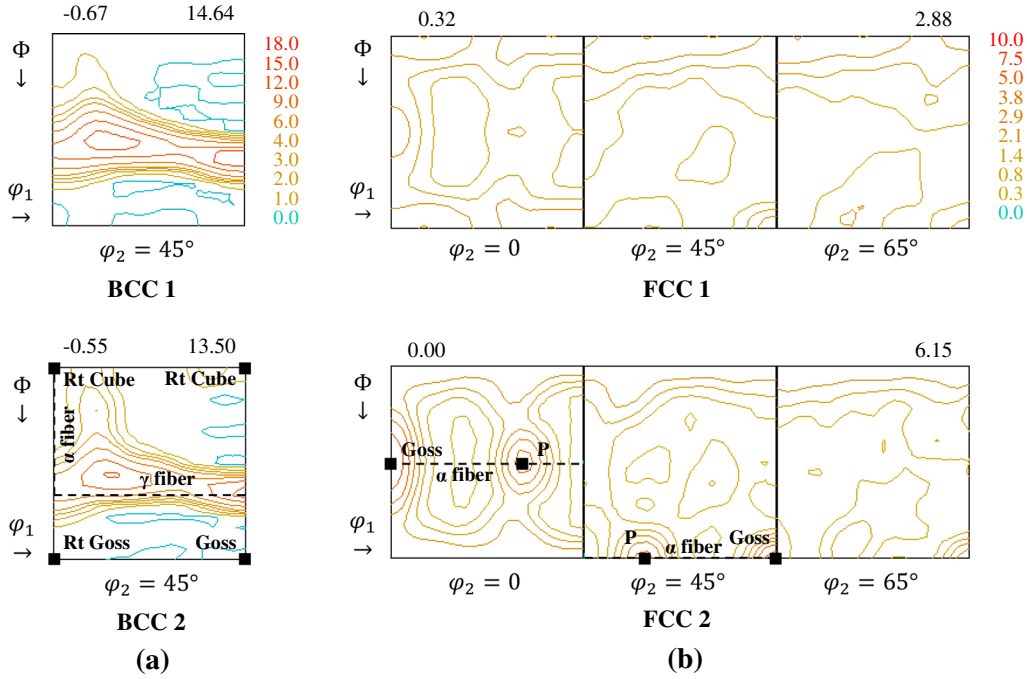 -0.67 14.64
Φ
↓
φ₁
→
18.0
15.0
12.0
9.0
6.0
4.0
3.0
2.0
1.0
0.0
φ₂ = 45°
BCC 1
0.32 2.88
Φ
↓
φ₁
→
10.0
7.5
5.0
3.8
2.9
2.1
1.4
0.8
0.3
0.0
φ₂ = 0 φ₂ = 45° φ₂ = 65°
FCC 1
-0.55 13.50
Φ
↓
φ₁
→
Rt Cube Rt Cube
α fiber
γ fiber
Rt Goss Goss
φ₂ = 45°
BCC 2
(a)
0.00 6.15
Φ
↓
φ₁
→
Goss P
α fiber
P α fiber Goss
φ₂ = 0 φ₂ = 45° φ₂ = 65°
FCC 2
(b)